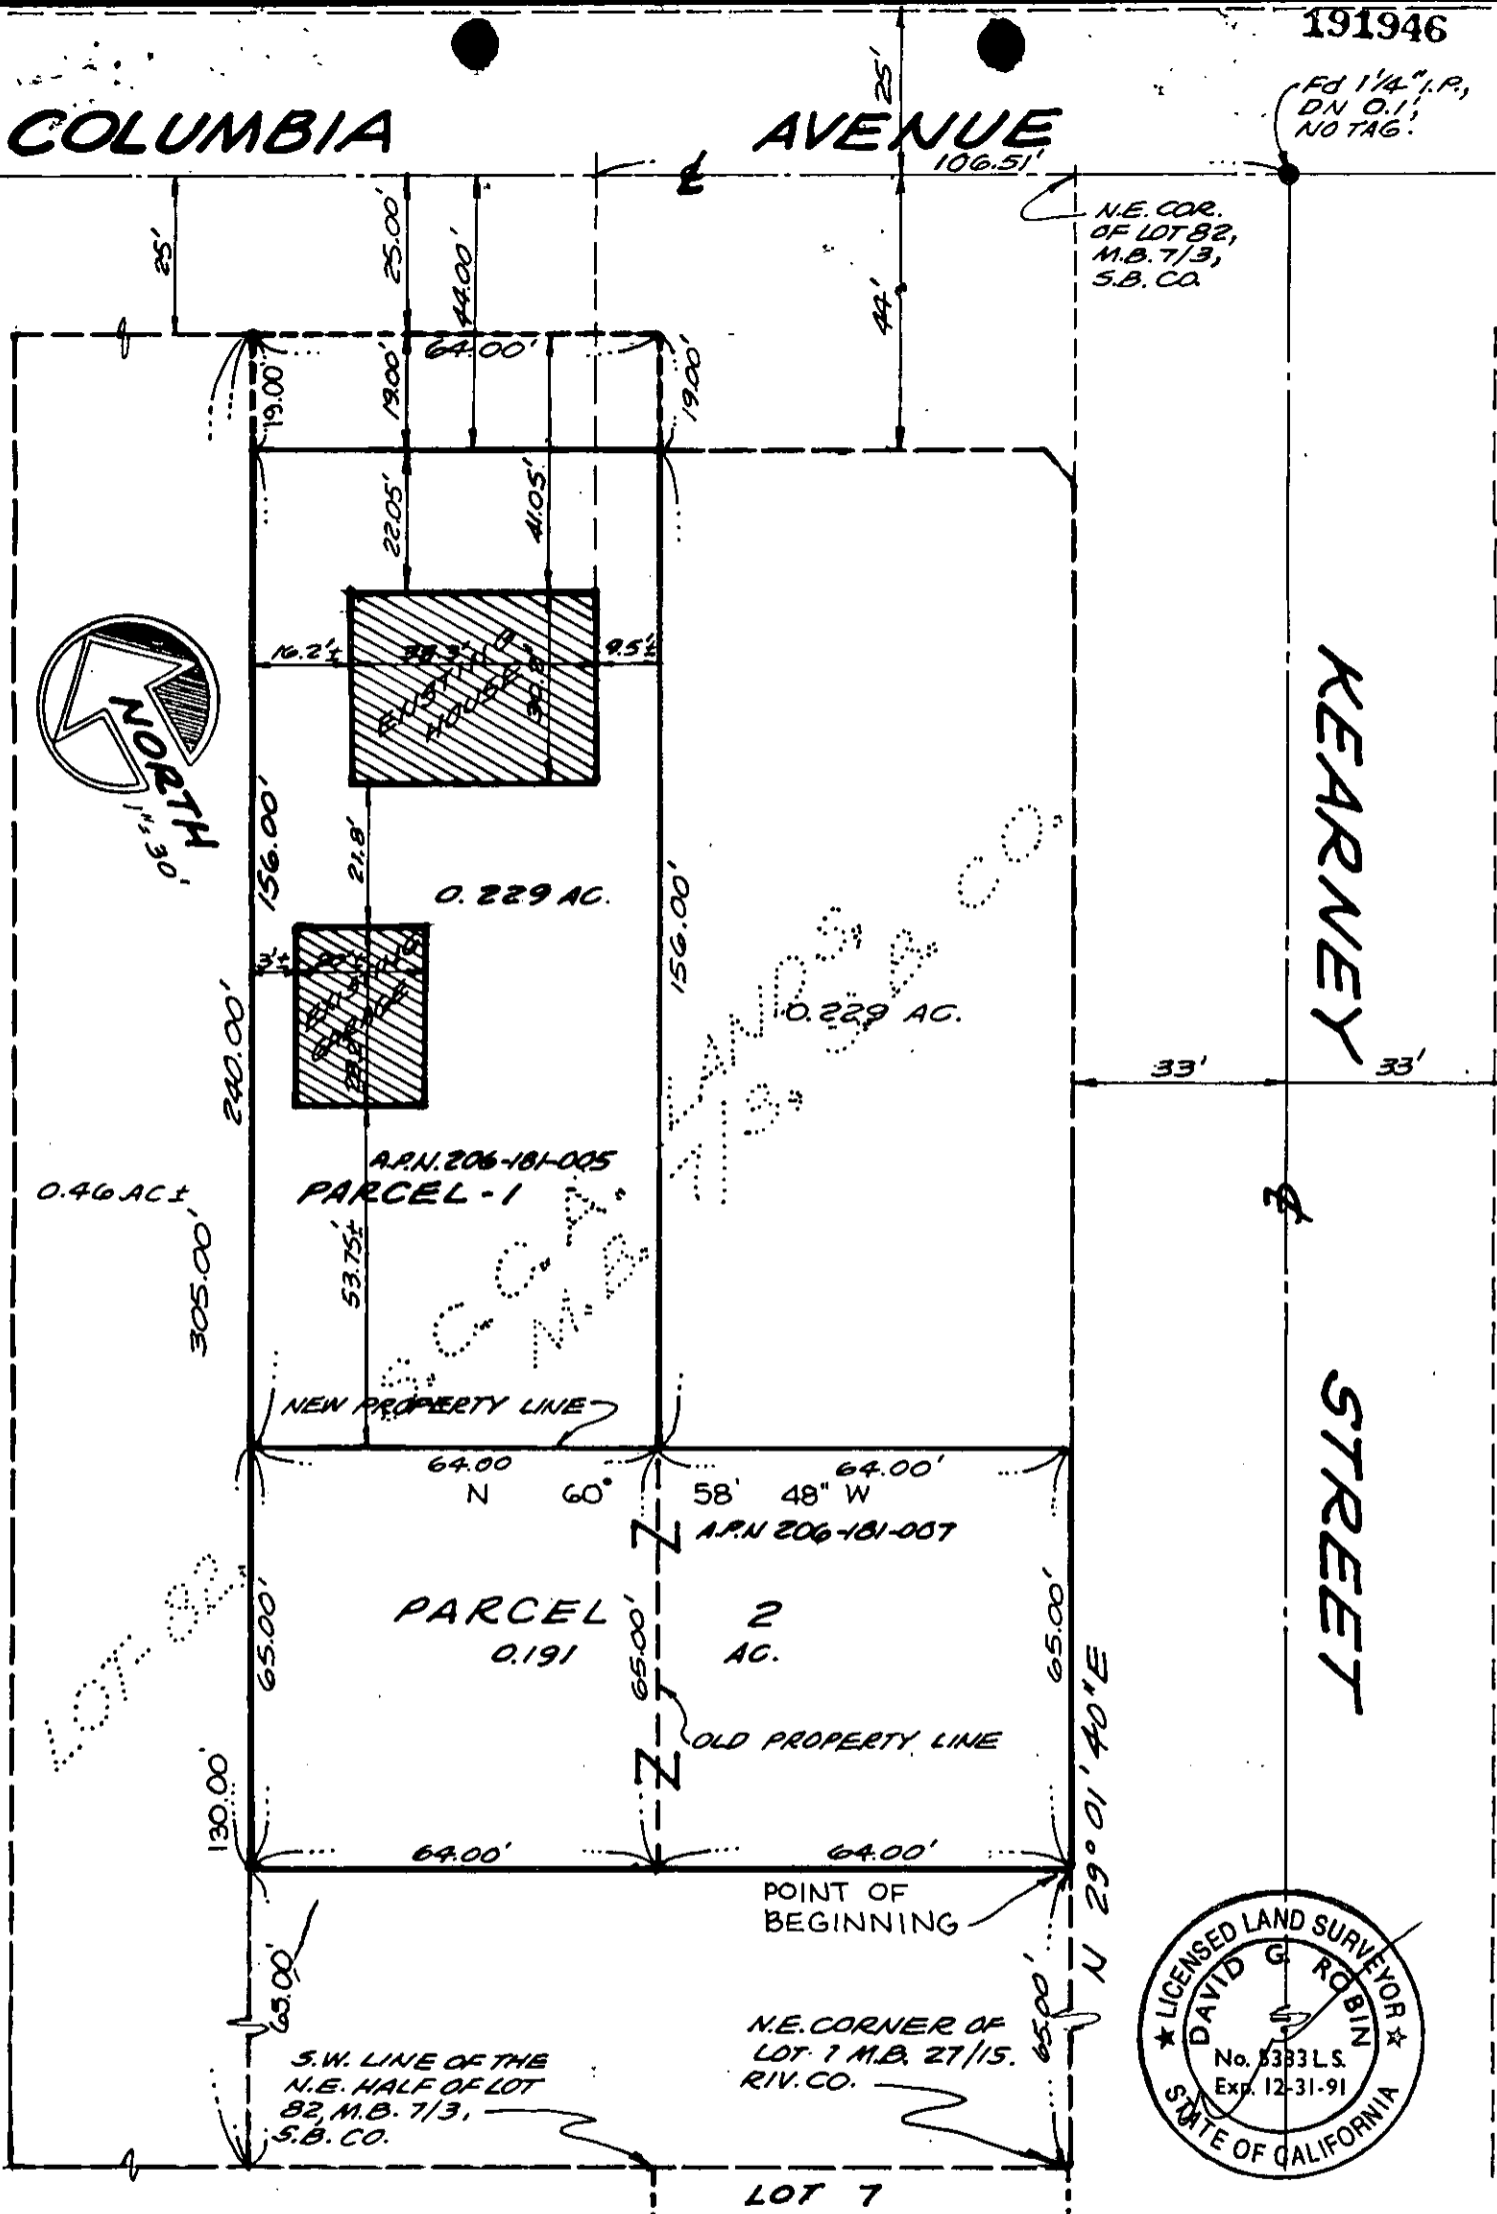 191946
Fd 1 1/4" I.P.,
DN 0.1',
NO TAG.
COLUMBIA AVENUE
25'
℄
106.51'
N.E. COR.
OF LOT 82,
M.B. 7/3,
S.B. CO.
25'
25.00'
44.00'
44'
64.00'
19.00'
19.00'
19.00'
22.05'
41.05'
16.2'±
9.5'±
EXISTING
HOUSE
NORTH
1"=30'
KEARNEY
156.00'
21.8'
0.229 AC.
156.00'
3'±
EXISTING
GARAGE
240.00'
0.229 AC.
33'
33'
LANDS
CO.
S. C. C. A.
M. B.
A.P.N. 206-181-005
PARCEL - 1
0.46 AC ±
℄
305.00'
53.75'±
NEW PROPERTY LINE
STREET
64.00
64.00'
N 60° 58' 48" W
A.P.N 206-181-007
LOT - 82
65.00'
PARCEL 2
0.191 AC.
65.00'
65.00'
OLD PROPERTY LINE
N 29° 01' 40" E
130.00'
64.00'
64.00'
POINT OF
BEGINNING
65.00'
65.00'
S.W. LINE OF THE
N.E. HALF OF LOT
82, M.B. 7/3,
S.B. CO.
N.E. CORNER OF
LOT 7 M.B. 27/15.
RIV. CO.
LOT 7
LICENSED LAND SURVEYOR
DAVID G. ROBIN
No. 5383 L.S.
Exp. 12-31-91
STATE OF CALIFORNIA